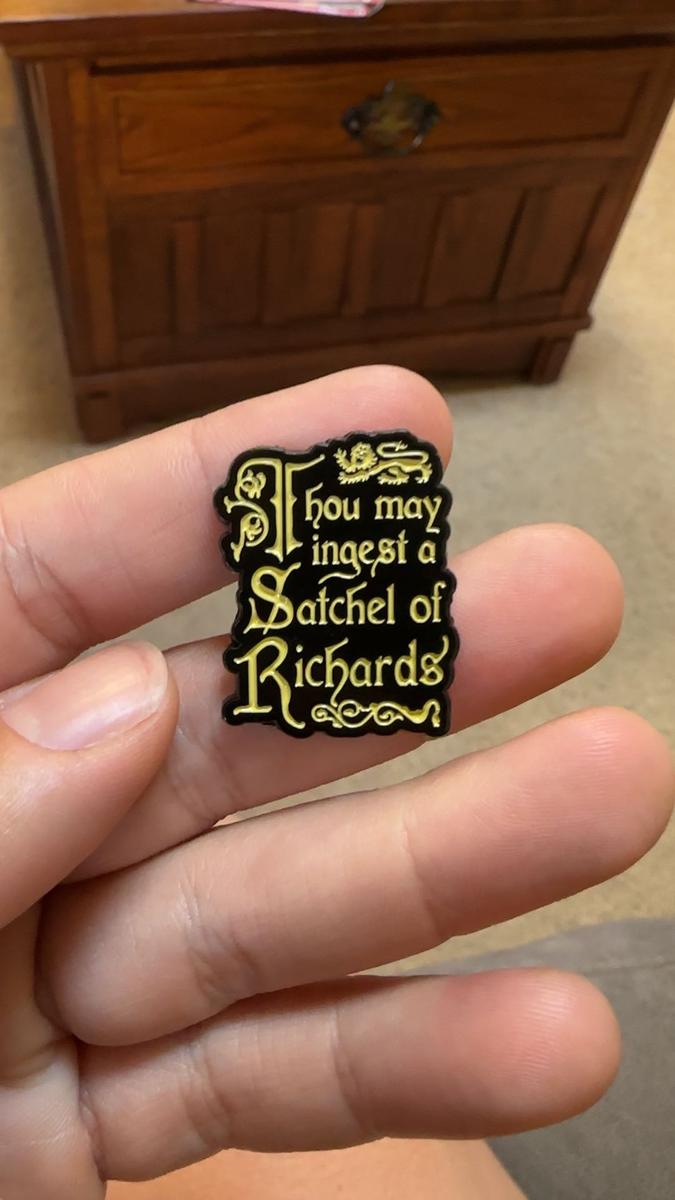 Thou may
ingest a
Satchel of
Richards